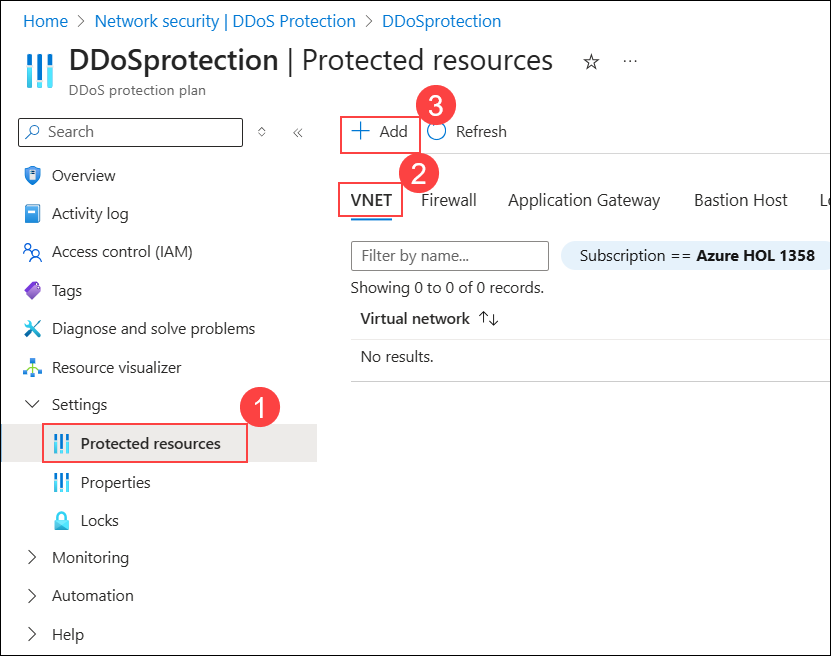 Home > Network security | DDoS Protection > DDoSprotection
DDoSprotection | Protected resources
DDoS protection plan
Search
Overview
Activity log
Access control (IAM)
Tags
Diagnose and solve problems
Resource visualizer
Settings
1
Protected resources
Properties
Locks
Monitoring
Automation
Help
3
+ Add Refresh
2
VNET Firewall Application Gateway Bastion Host
Filter by name... Subscription == Azure HOL 1358
Showing 0 to 0 of 0 records.
Virtual network ↑↓
No results.